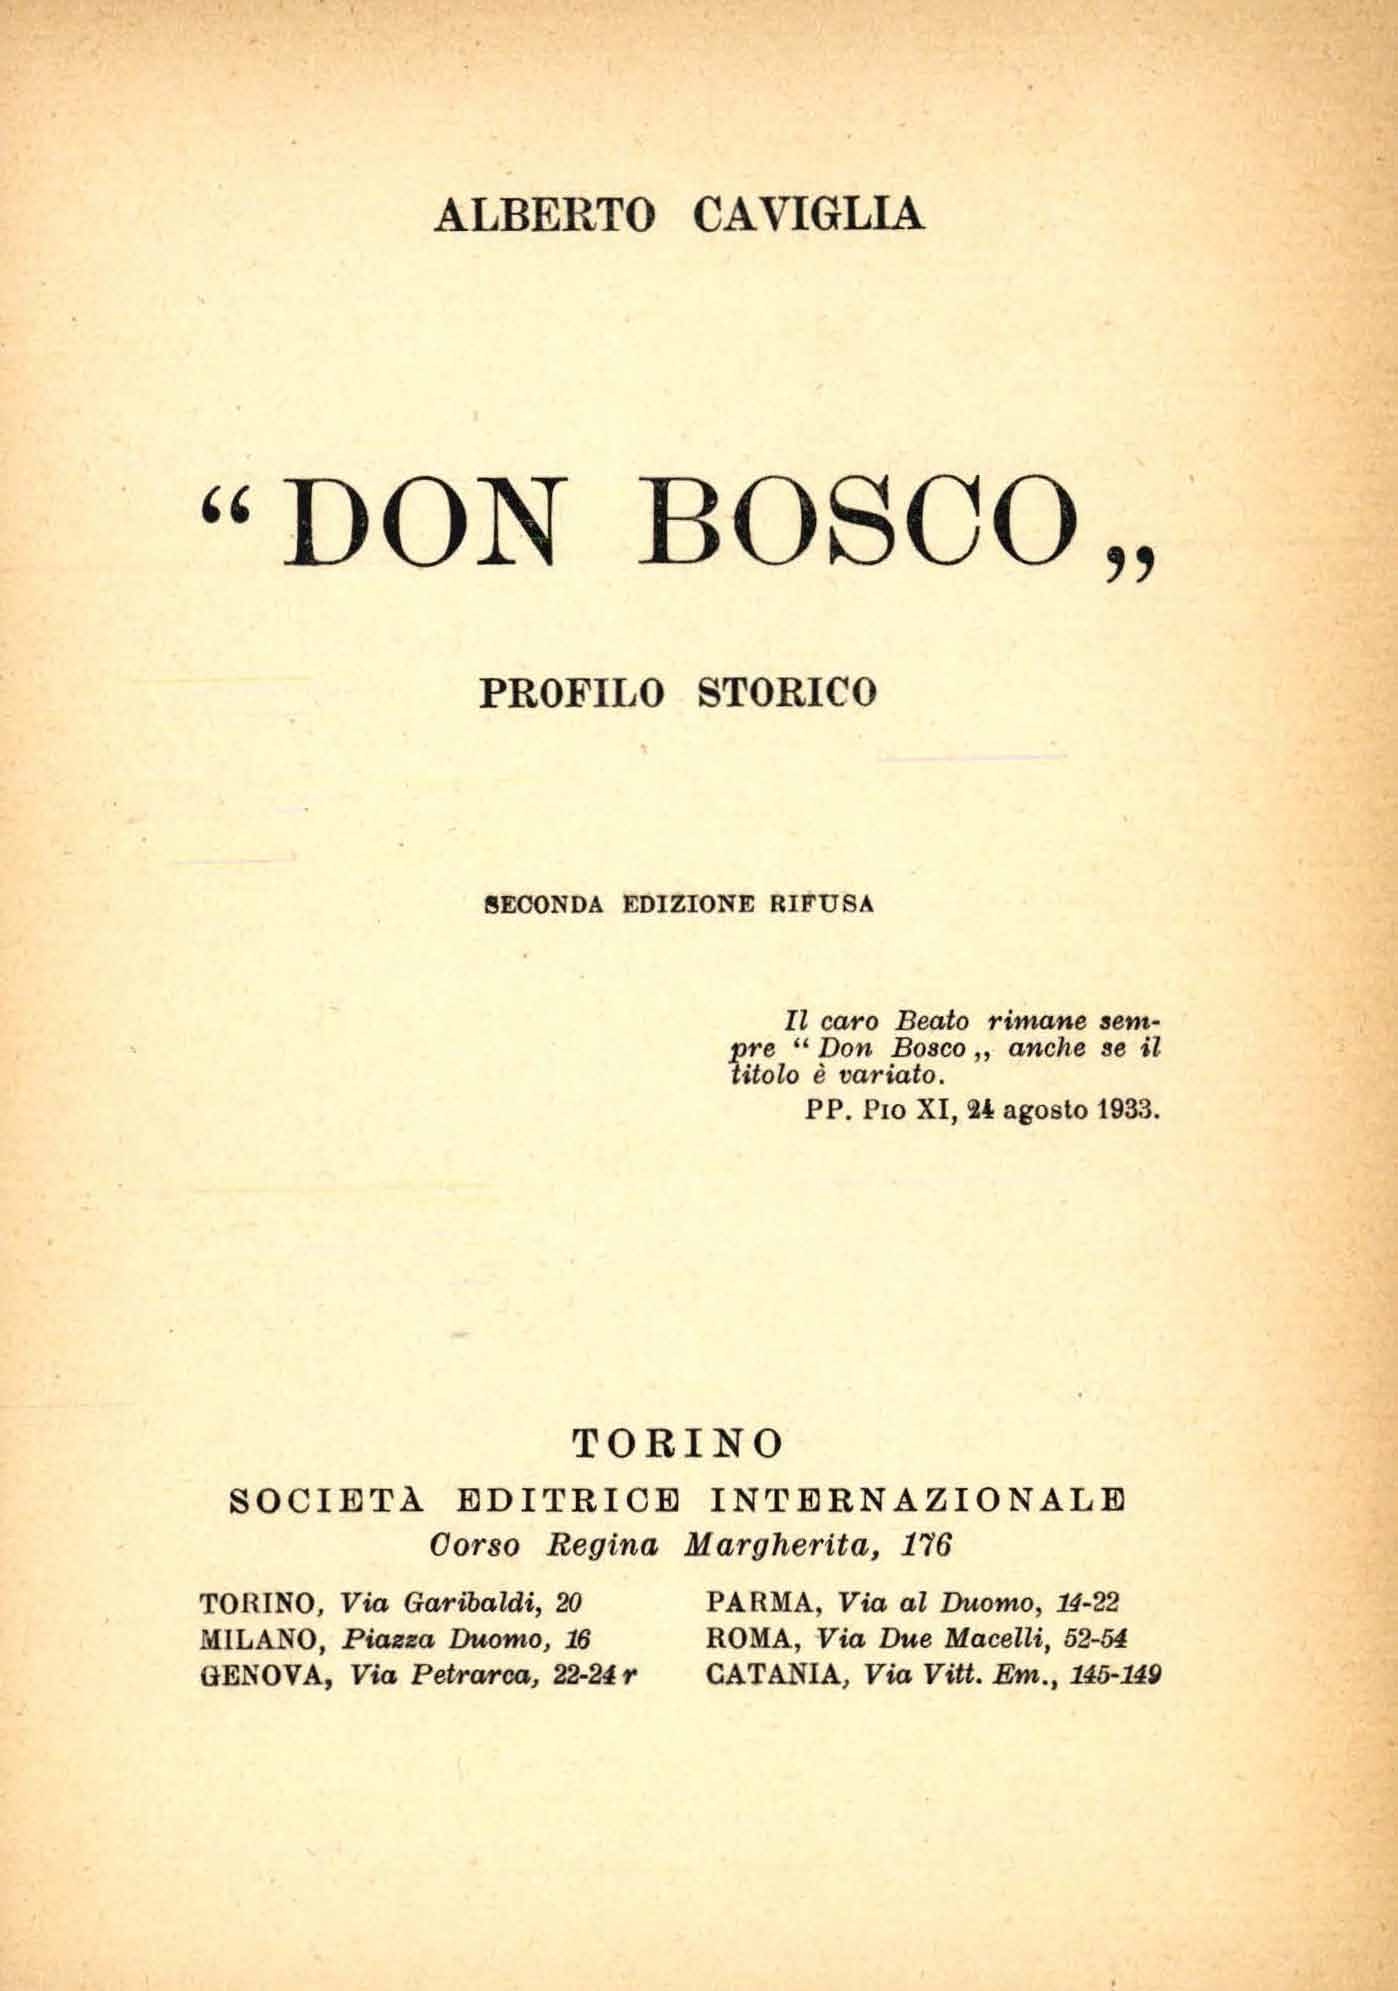 ALBERTO CAVIGLIA
“ DON BOSCO „
PROFILO STORICO
SECONDA EDIZIONE RIFUSA
Il caro Beato rimane sem-
pre “ Don Bosco „ anche se il
titolo è variato.
PP. PIO XI, 24 agosto 1933.
TORINO
SOCIETÀ EDITRICE INTERNAZIONALE
Corso Regina Margherita, 176
TORINO, Via Garibaldi, 20
MILANO, Piazza Duomo, 16
GENOVA, Via Petrarca, 22-24 r
PARMA, Via al Duomo, 14-22
ROMA, Via Due Macelli, 52-54
CATANIA, Via Vitt. Em., 145-149